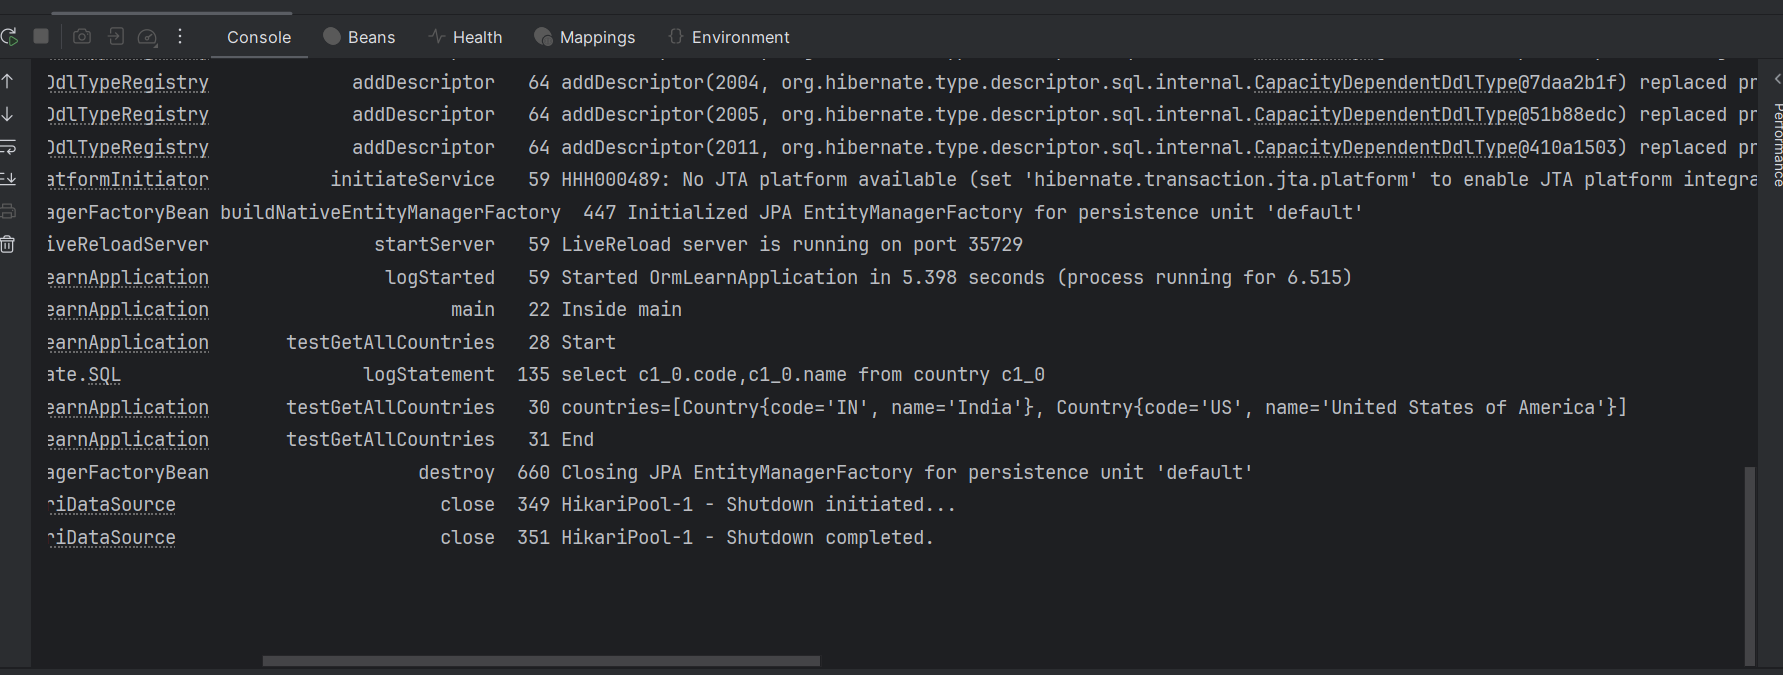 Console Beans Health Mappings Environment
DdlTypeRegistry addDescriptor 64 addDescriptor(2004, org.hibernate.type.descriptor.sql.internal.CapacityDependentDdlType@7daa2b1f) replaced pr
DdlTypeRegistry addDescriptor 64 addDescriptor(2005, org.hibernate.type.descriptor.sql.internal.CapacityDependentDdlType@51b88edc) replaced pr
DdlTypeRegistry addDescriptor 64 addDescriptor(2011, org.hibernate.type.descriptor.sql.internal.CapacityDependentDdlType@410a1503) replaced pr
atformInitiator initiateService 59 HHH000489: No JTA platform available (set 'hibernate.transaction.jta.platform' to enable JTA platform integra
agerFactoryBean buildNativeEntityManagerFactory 447 Initialized JPA EntityManagerFactory for persistence unit 'default'
iveReloadServer startServer 59 LiveReload server is running on port 35729
earnApplication logStarted 59 Started OrmLearnApplication in 5.398 seconds (process running for 6.515)
earnApplication main 22 Inside main
earnApplication testGetAllCountries 28 Start
ate.SQL logStatement 135 select c1_0.code,c1_0.name from country c1_0
earnApplication testGetAllCountries 30 countries=[Country{code='IN', name='India'}, Country{code='US', name='United States of America'}]
earnApplication testGetAllCountries 31 End
agerFactoryBean destroy 660 Closing JPA EntityManagerFactory for persistence unit 'default'
riDataSource close 349 HikariPool-1 - Shutdown initiated...
riDataSource close 351 HikariPool-1 - Shutdown completed.
Performance